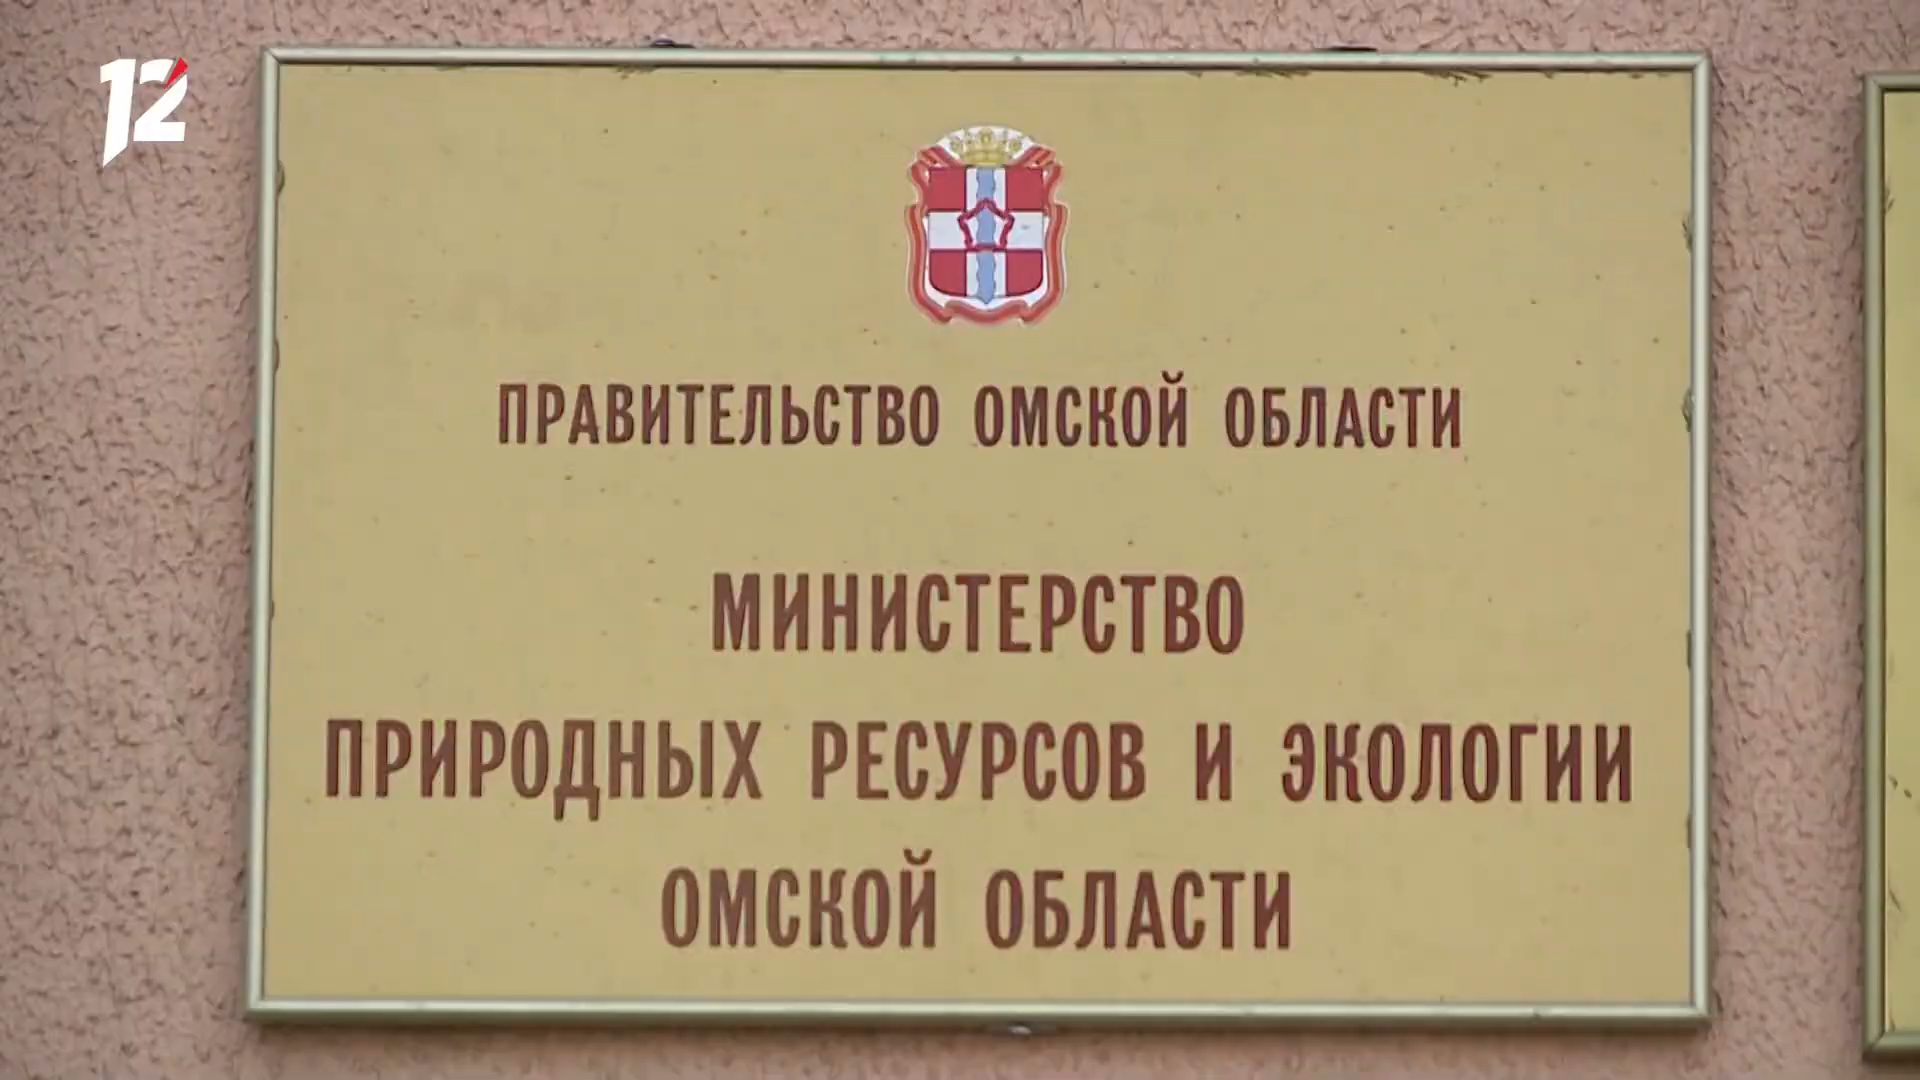 12
ПРАВИТЕЛЬСТВО ОМСКОЙ ОБЛАСТИ
МИНИСТЕРСТВО
ПРИРОДНЫХ РЕСУРСОВ И ЭКОЛОГИИ
ОМСКОЙ ОБЛАСТИ